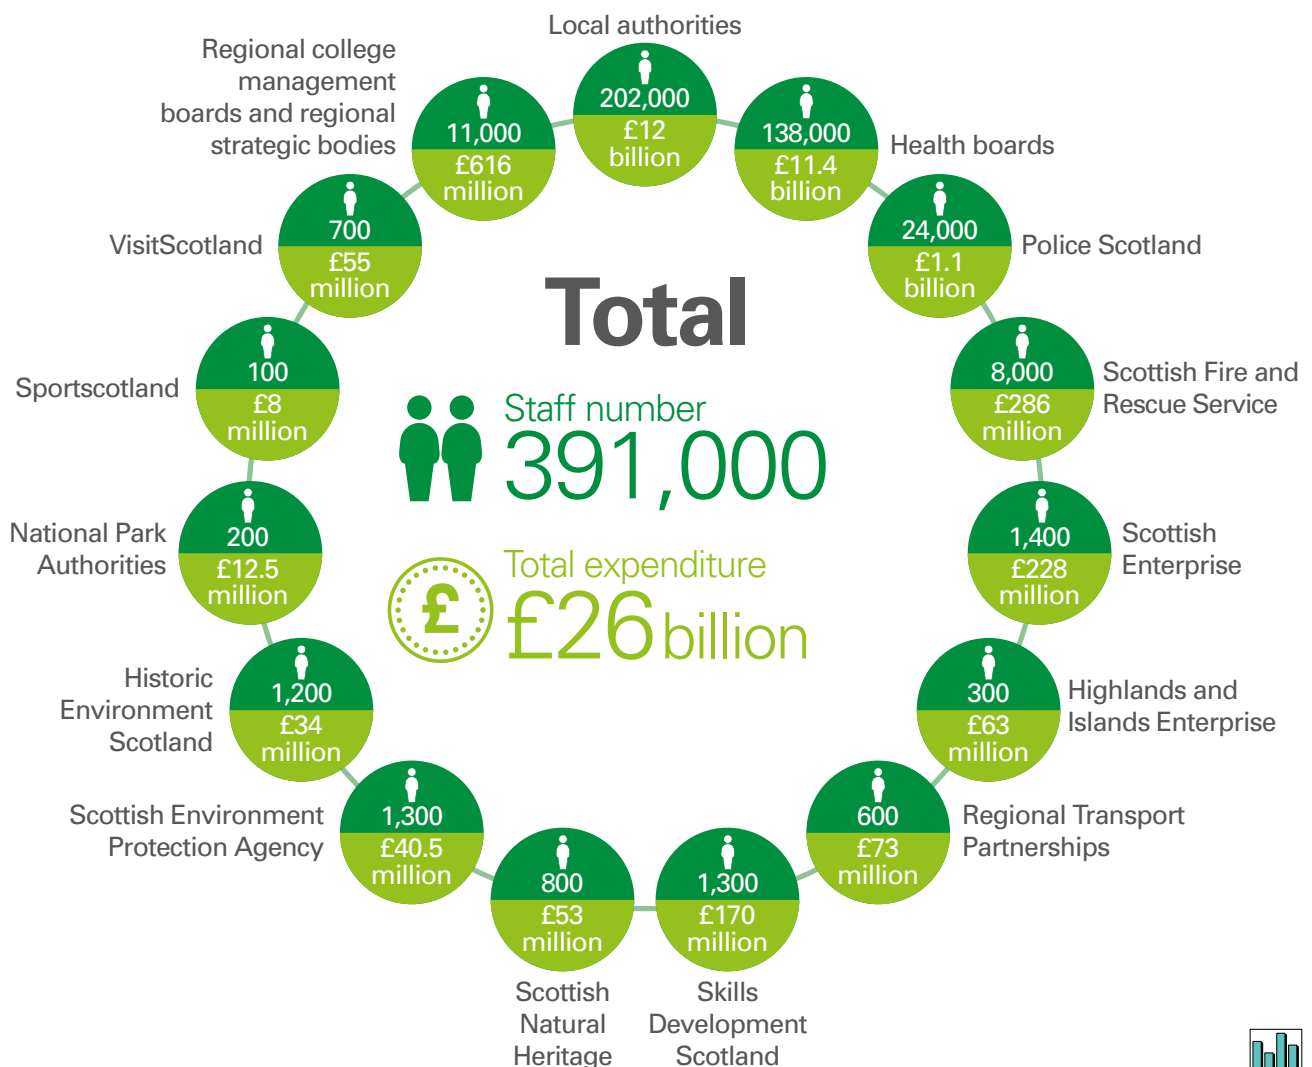 Local authorities
202,000
£12
billion
138,000
£11.4
billion
Health boards
24,000
£1.1
billion
Police Scotland
8,000
£286
million
Scottish Fire and
Rescue Service
1,400
£228
million
Scottish
Enterprise
300
£63
million
Highlands and
Islands Enterprise
600
£73
million
Regional Transport
Partnerships
1,300
£170
million
Skills
Development
Scotland
800
£53
million
Scottish
Natural
Heritage
1,300
£40.5
million
Scottish Environment
Protection Agency
1,200
£34
million
Historic
Environment
Scotland
200
£12.5
million
National Park
Authorities
100
£8
million
Sportscotland
700
£55
million
VisitScotland
11,000
£616
million
Regional college
management
boards and regional
strategic bodies
Total
Staff number
391,000
£
Total expenditure
£26 billion